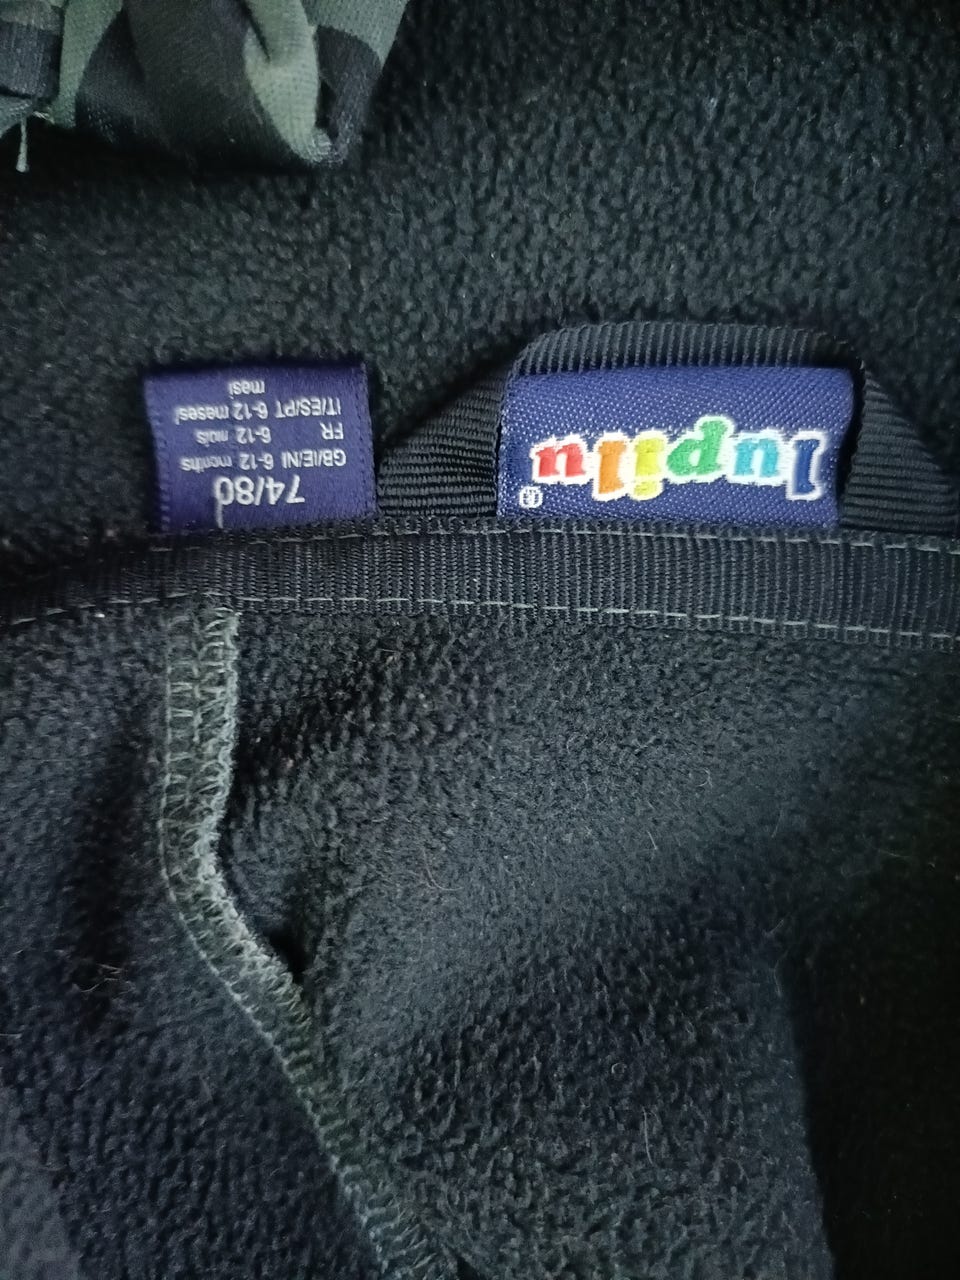 lupilu
®
74/80
GB/IE/NI 6-12 months
FR 6-12 mois
IT/ES/PT 6-12 meses/
mesi